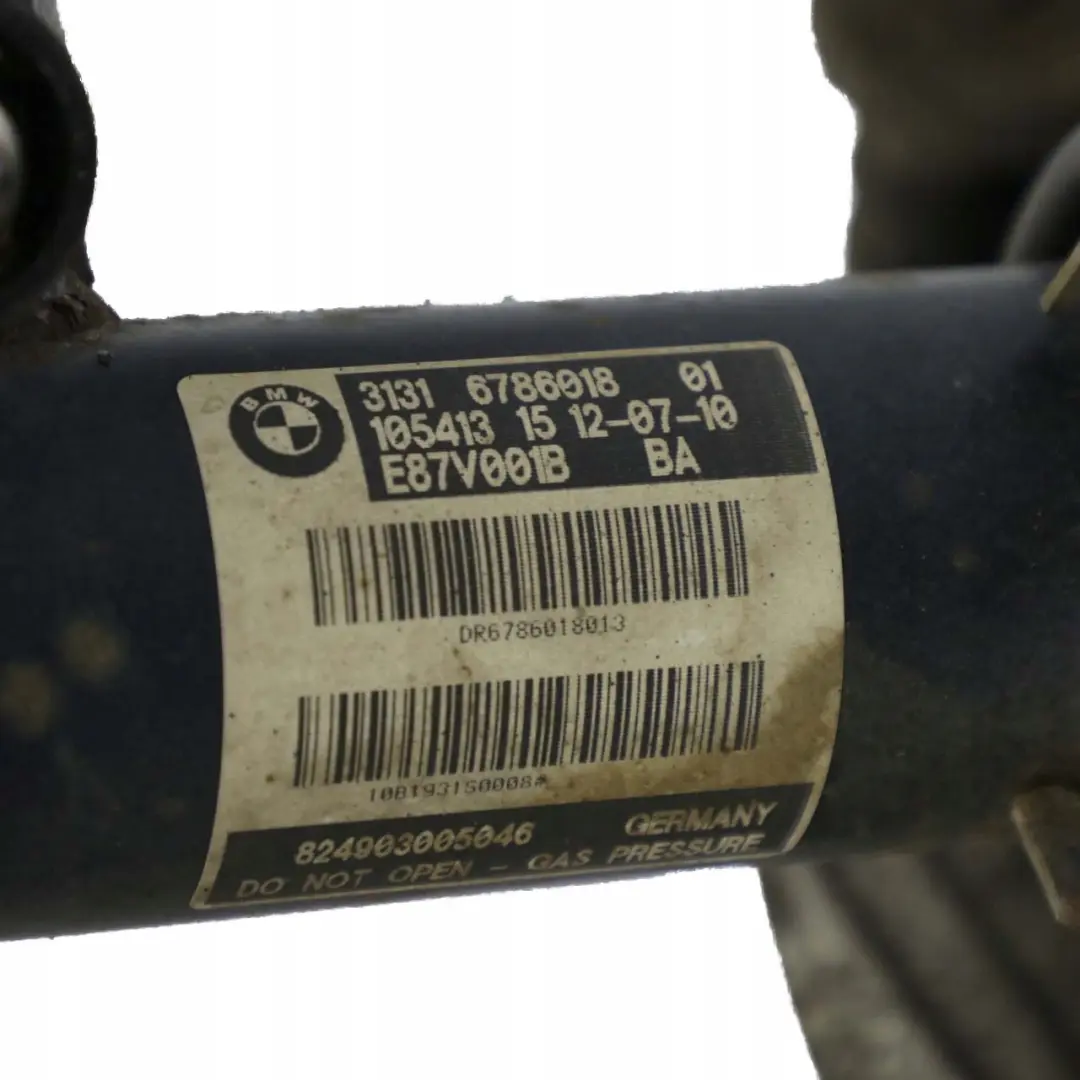 BMW
3131 6786018 01
105413 15 12-07-10
E87V001B BA
DR6786018013
10B193150008#
824903005046 GERMANY
DO NOT OPEN - GAS PRESSURE